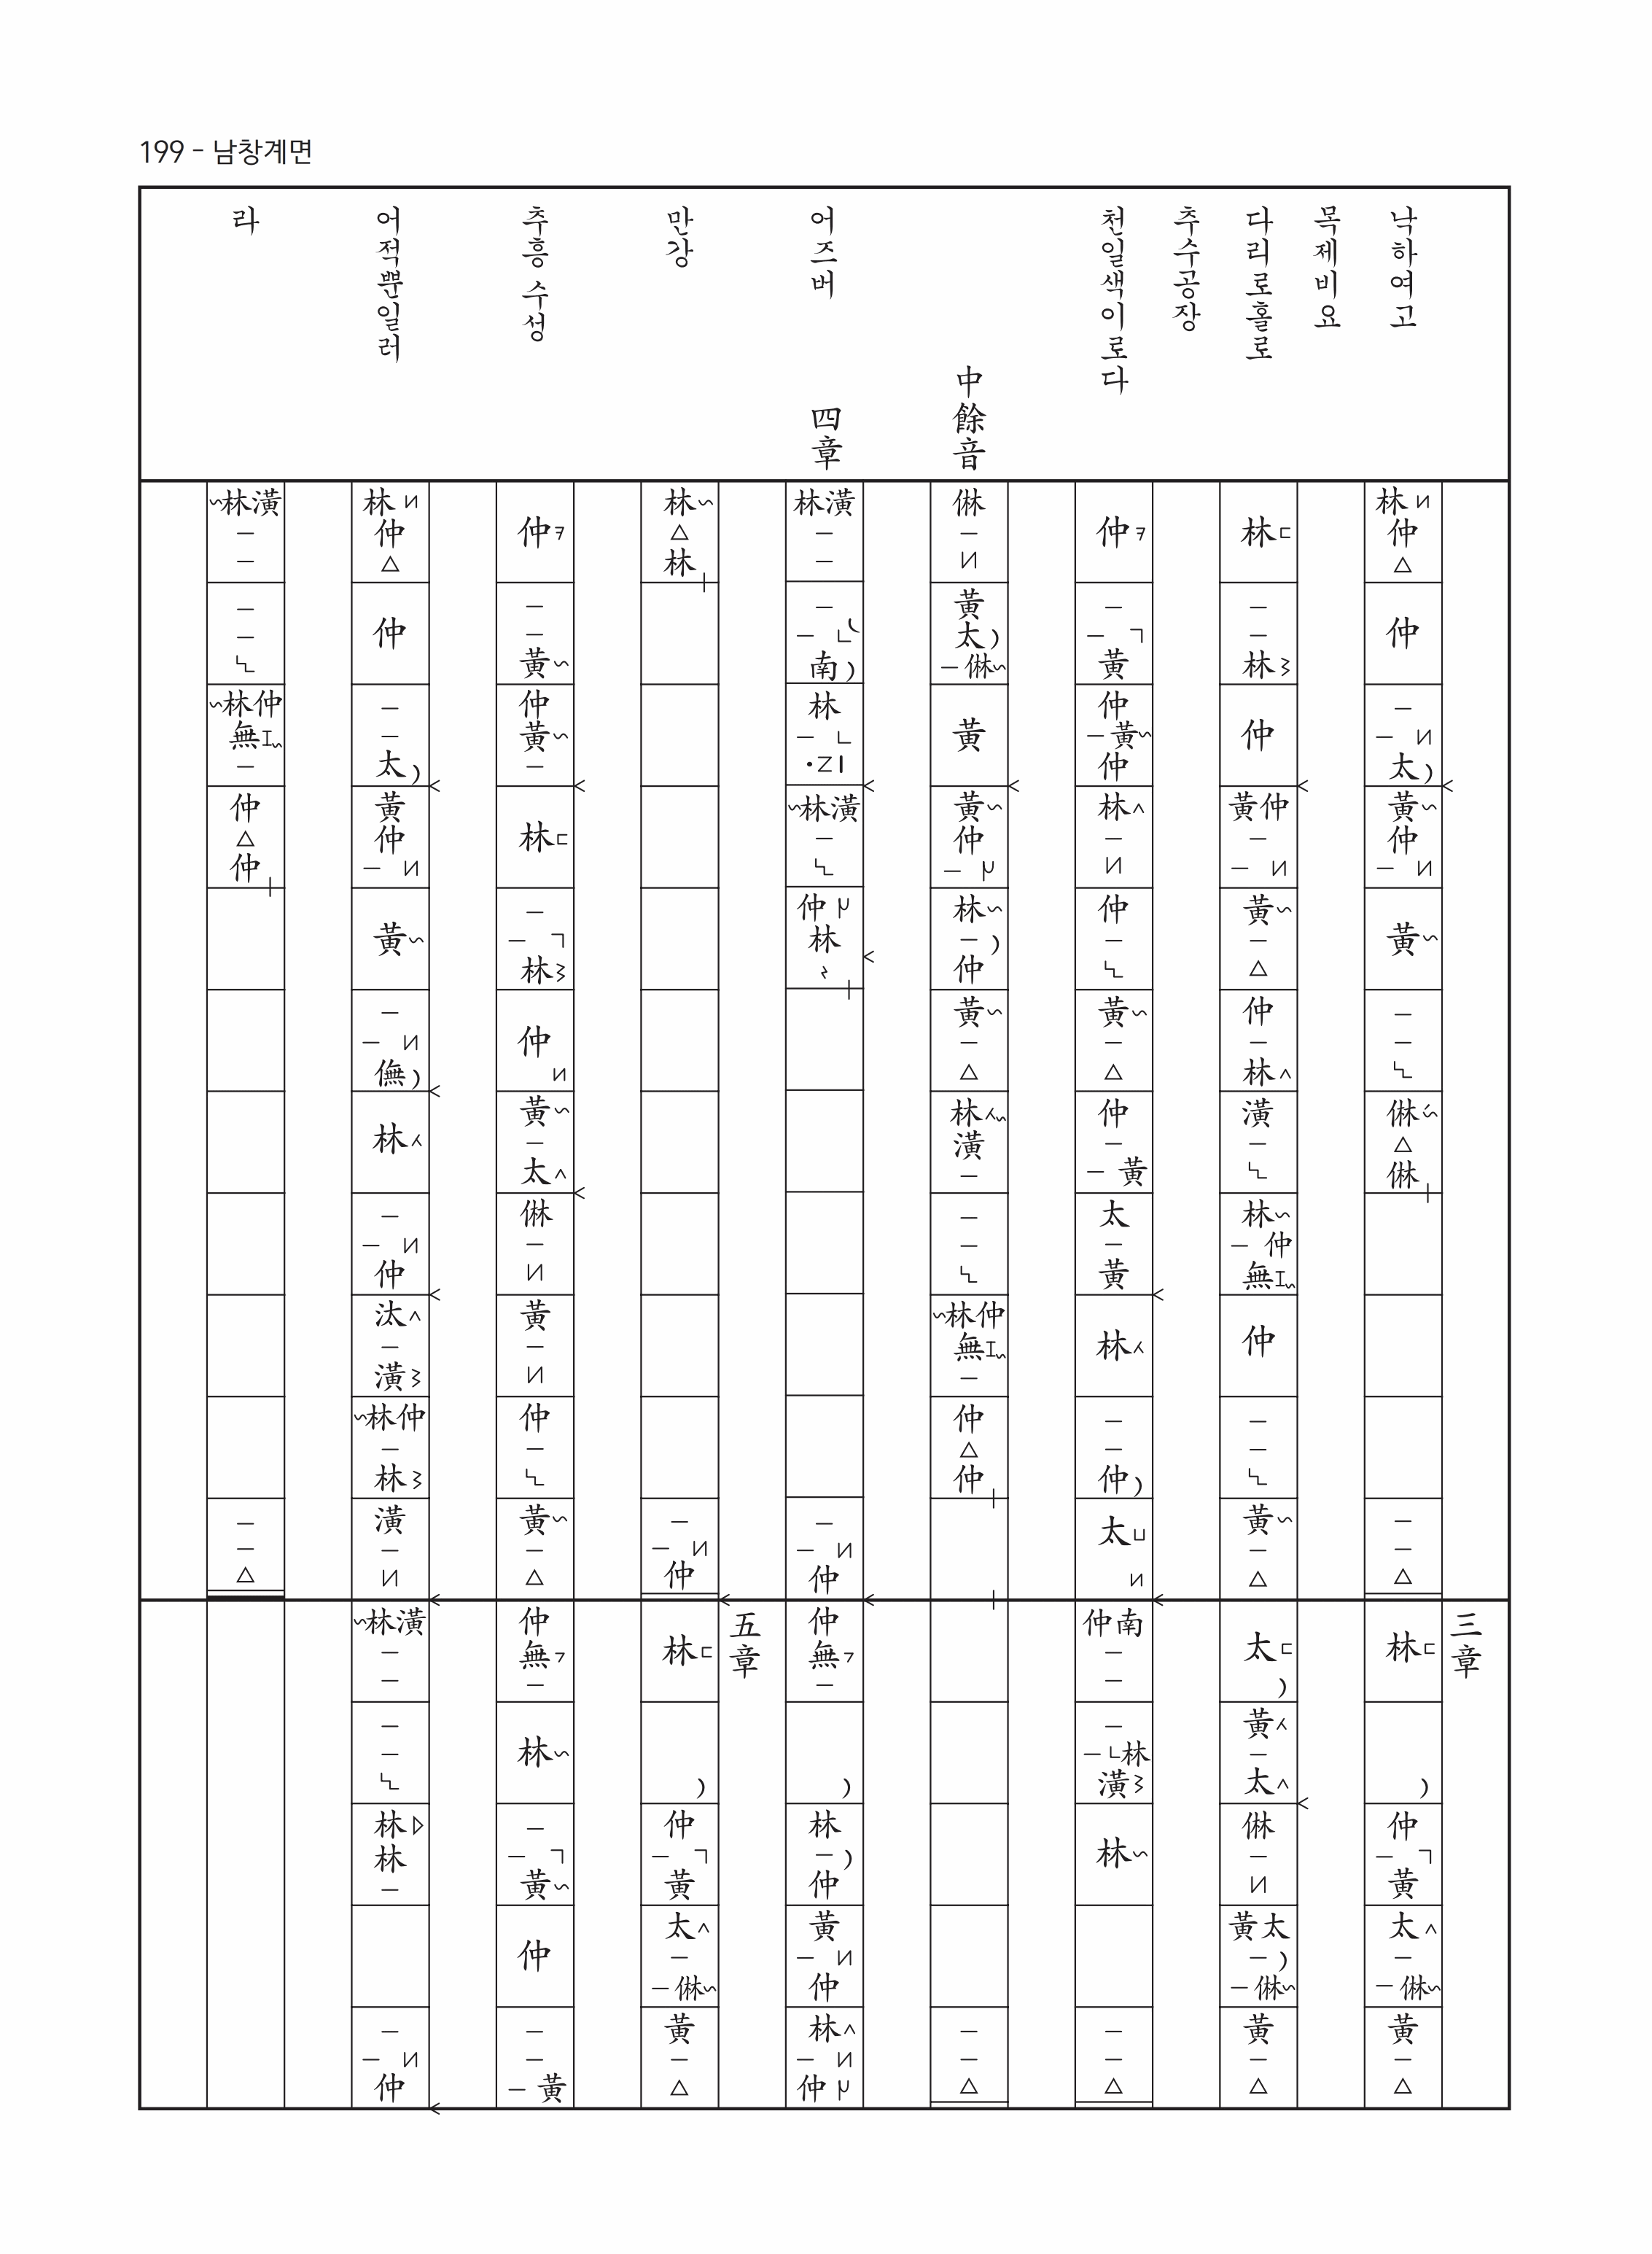 199 - 남창계면
三章
낙하여고
林仲△仲――太黃仲―黃――㑣△㑣――△
林仲―黃太――㑣黃―△
목제비요
다리로홀로
林――林仲黃仲――黃―△仲―林潢―林―仲無仲――黃―△
太黃―太㑣―黃太――㑣黃―△
추수공장
천일색이로다
仲――黃仲―黃仲林―仲―黃―△仲――黃太―黃林――仲太
仲南―――――林潢林――△
中餘音
㑣―黃太―㑣黃黃仲―林―仲黃―△林潢―――林仲無―仲△仲
――△
四章
어즈버
林潢――――南林―林潢―仲林――仲
仲無―林―仲黃―仲林―仲
만강
林△林――仲
五章
林仲―黃太――㑣黃―△
추흥수성
仲――黃仲黃―林――林仲黃―太㑣―黃―仲―黃―△
仲無―林――黃仲―――黃
어적뿐일러
林仲△仲――太黃仲―黃――㒇林――仲汰―潢林仲―林潢―
林潢――――林林―――仲
라
林潢――――林仲無―仲△仲――△